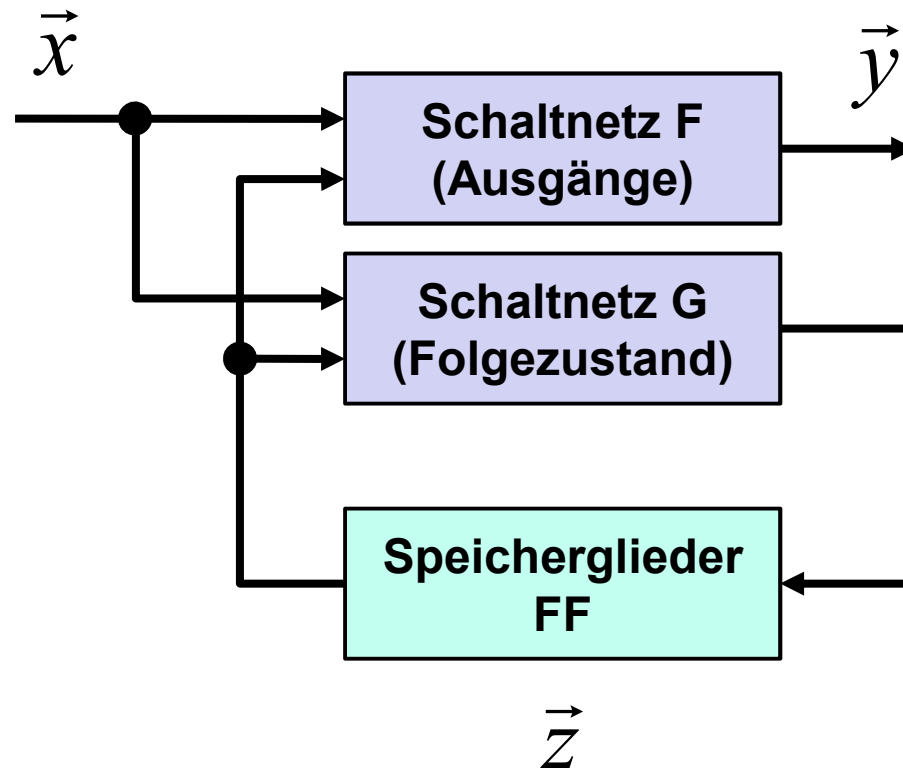 x⃗
y⃗
Schaltnetz F
(Ausgänge)
Schaltnetz G
(Folgezustand)
Speicherglieder
FF
z⃗